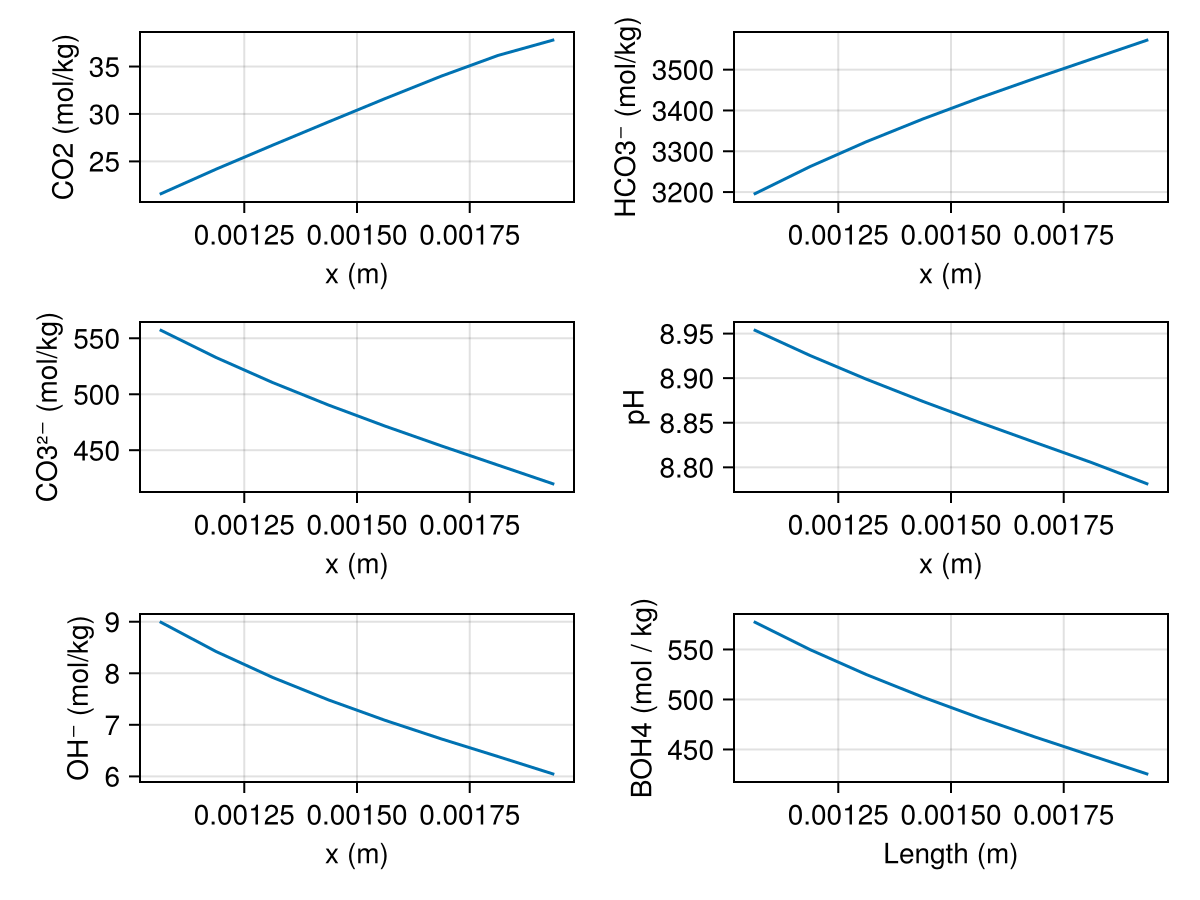 CO2 (mol/kg)
35
30
25
0.00125 0.00150 0.00175
x (m)
HCO3⁻ (mol/kg)
3500
3400
3300
3200
0.00125 0.00150 0.00175
x (m)
CO3²⁻ (mol/kg)
550
500
450
0.00125 0.00150 0.00175
x (m)
pH
8.95
8.90
8.85
8.80
0.00125 0.00150 0.00175
x (m)
OH⁻ (mol/kg)
9
8
7
6
0.00125 0.00150 0.00175
x (m)
BOH4 (mol / kg)
550
500
450
0.00125 0.00150 0.00175
Length (m)